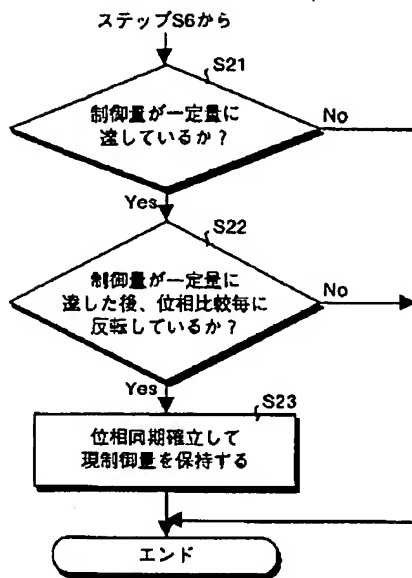 ステップS6から
S21
制御量が一定量に
達しているか?
No
Yes
S22
制御量が一定量に
達した後、位相比較毎に
反転しているか?
No
Yes
S23
位相同期確立して
現制御量を保持する
エンド